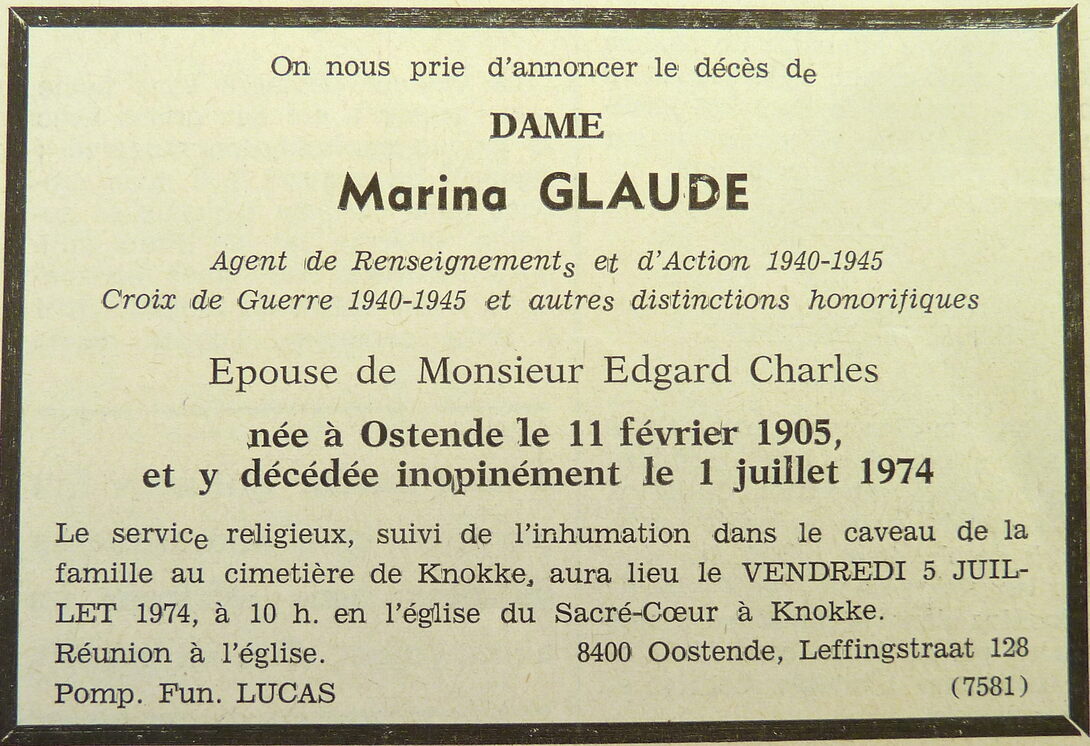 On nous prie d'annoncer le décès de
DAME
Marina GLAUDE
Agent de Renseignements et d'Action 1940-1945
Croix de Guerre 1940-1945 et autres distinctions honorifiques
Epouse de Monsieur Edgard Charles
née à Ostende le 11 février 1905,
et y décédée inopinément le 1 juillet 1974
Le service religieux, suivi de l'inhumation dans le caveau de la
famille au cimetière de Knokke, aura lieu le VENDREDI 5 JUIL-
LET 1974, à 10 h. en l'église du Sacré-Cœur à Knokke.
Réunion à l'église. 8400 Oostende, Leffingstraat 128
Pomp. Fun. LUCAS (7581)